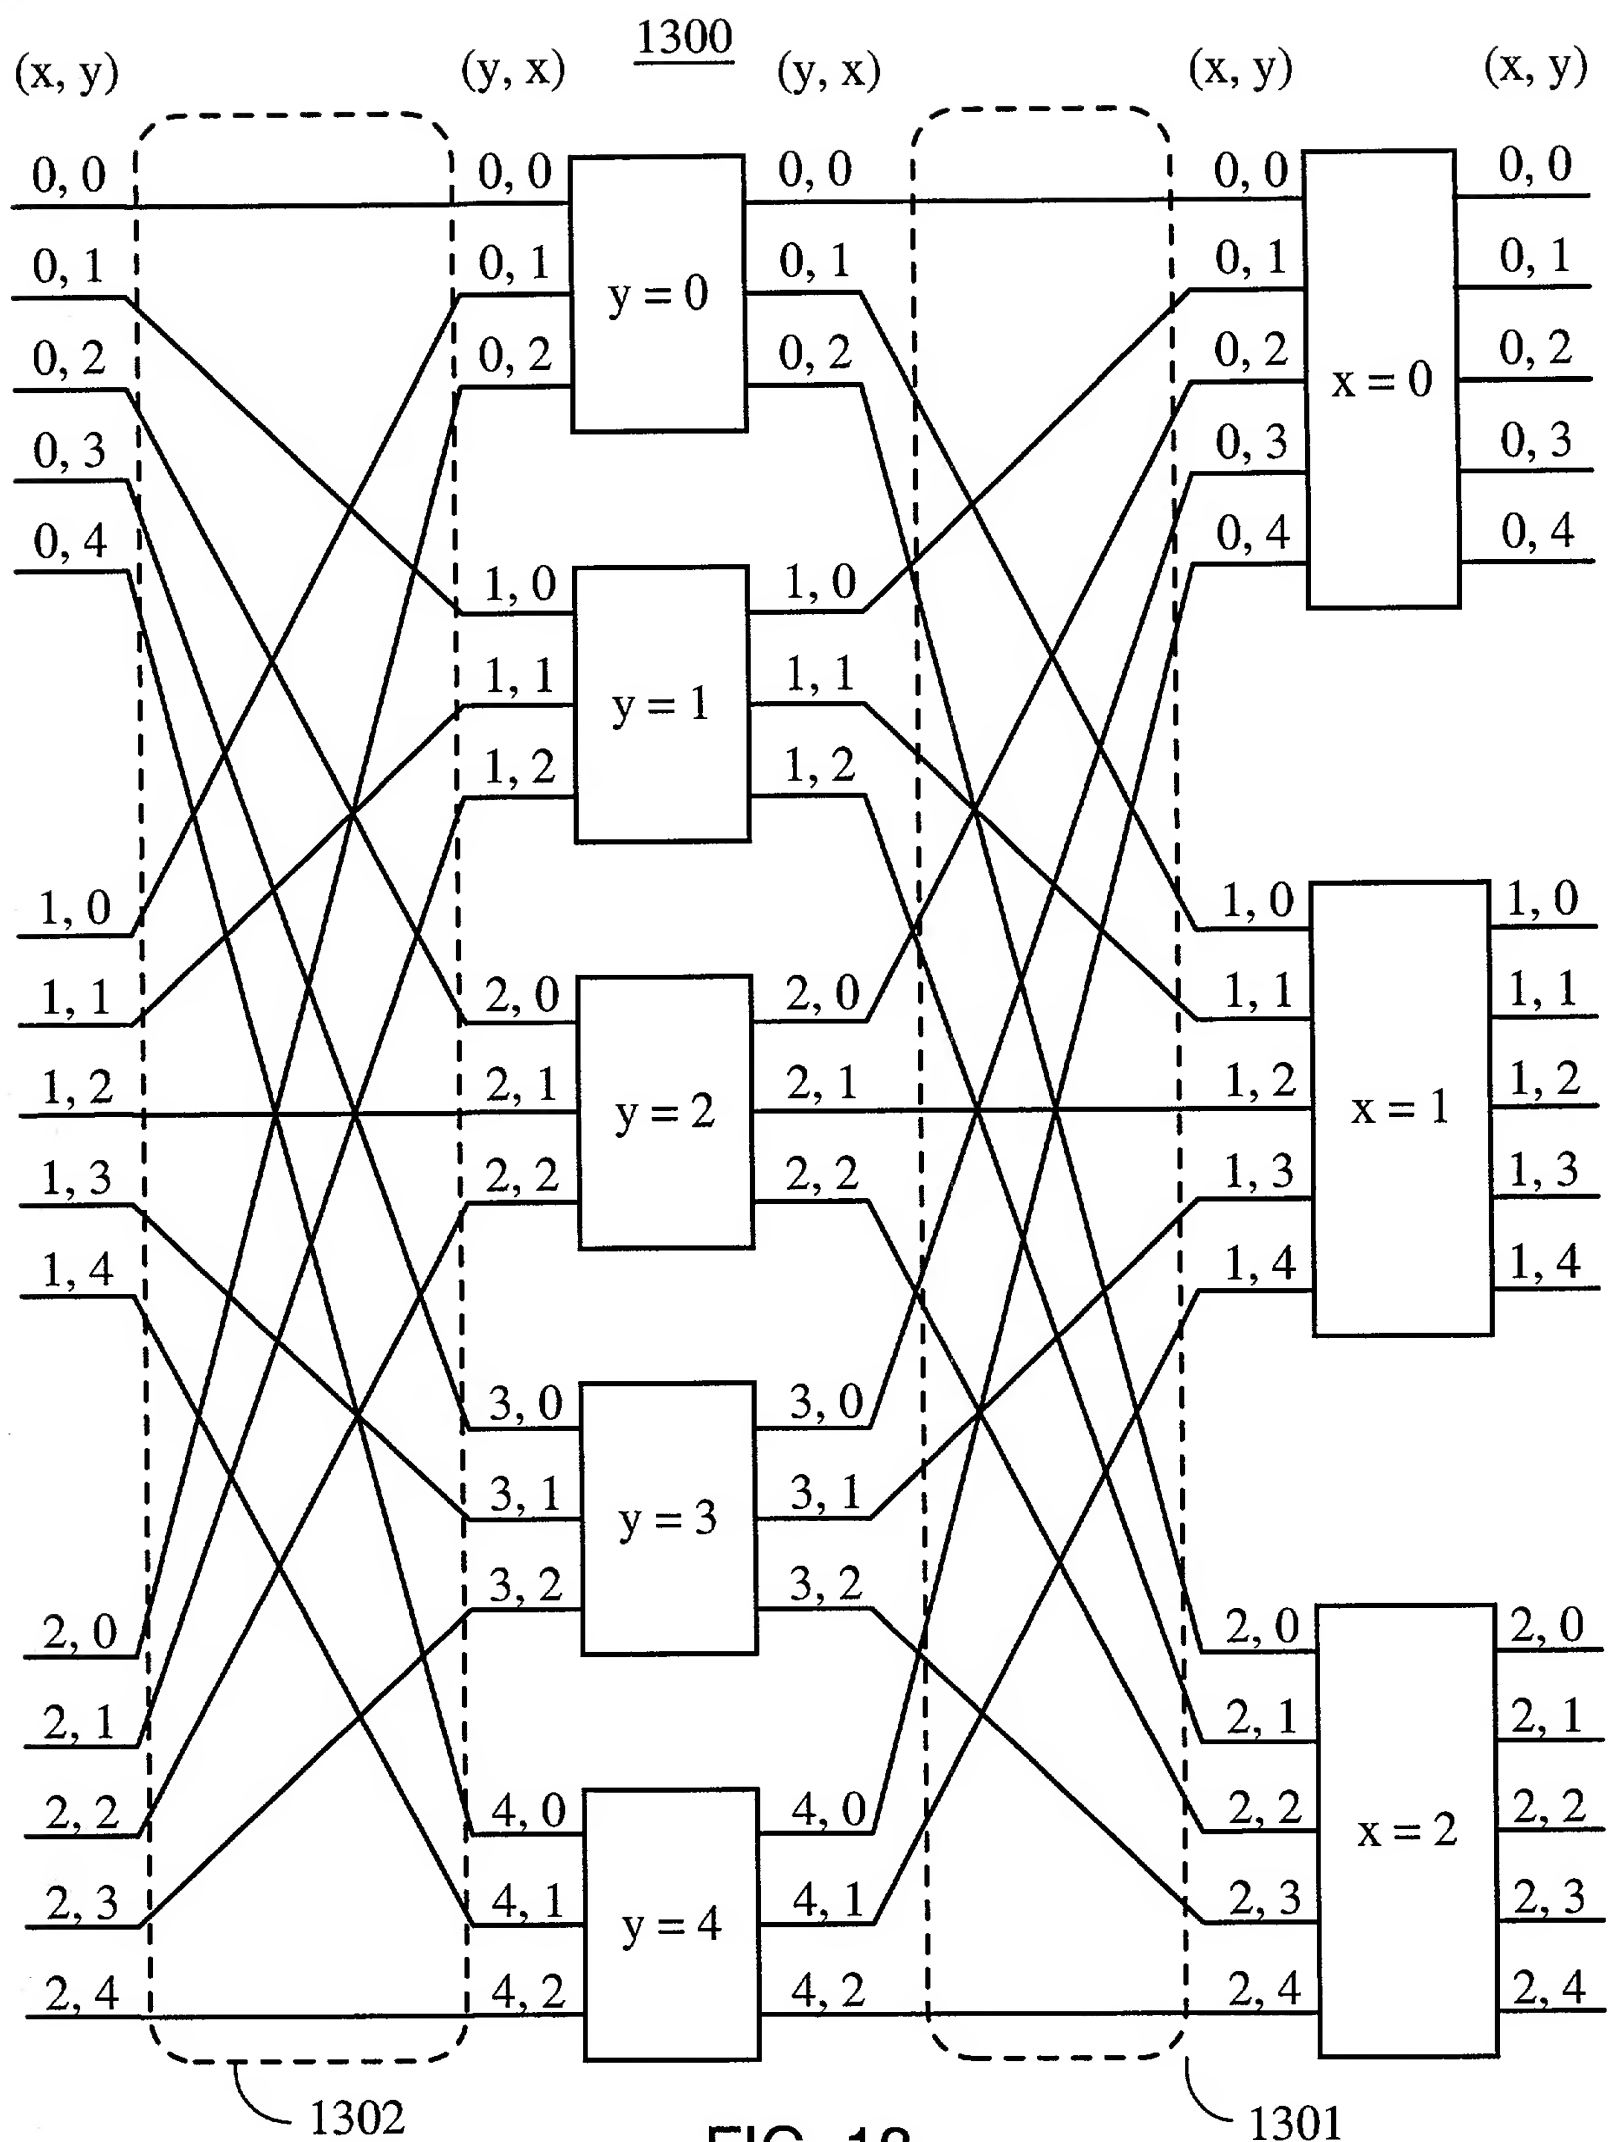 1300
(x, y) (y, x) (y, x) (x, y) (x, y)
0, 0 0, 0 0, 0 0, 0 0, 0
0, 1 0, 1 y = 0 0, 1 0, 1 0, 1
0, 2 0, 2 0, 2 0, 2 x = 0 0, 2
0, 3 0, 3 0, 3
0, 4 0, 4 0, 4
1, 0 1, 0
1, 1 y = 1 1, 1
1, 2 1, 2
1, 0 1, 0 1, 0
1, 1 2, 0 2, 0 1, 1 1, 1
1, 2 2, 1 y = 2 2, 1 1, 2 x = 1 1, 2
1, 3 2, 2 2, 2 1, 3 1, 3
1, 4 1, 4 1, 4
3, 0 3, 0
3, 1 y = 3 3, 1
3, 2 3, 2
2, 0 2, 0 2, 0
2, 1 2, 1 2, 1
2, 2 4, 0 4, 0 2, 2 x = 2 2, 2
2, 3 4, 1 y = 4 4, 1 2, 3 2, 3
2, 4 4, 2 4, 2 2, 4 2, 4
1302 1301
FIG.